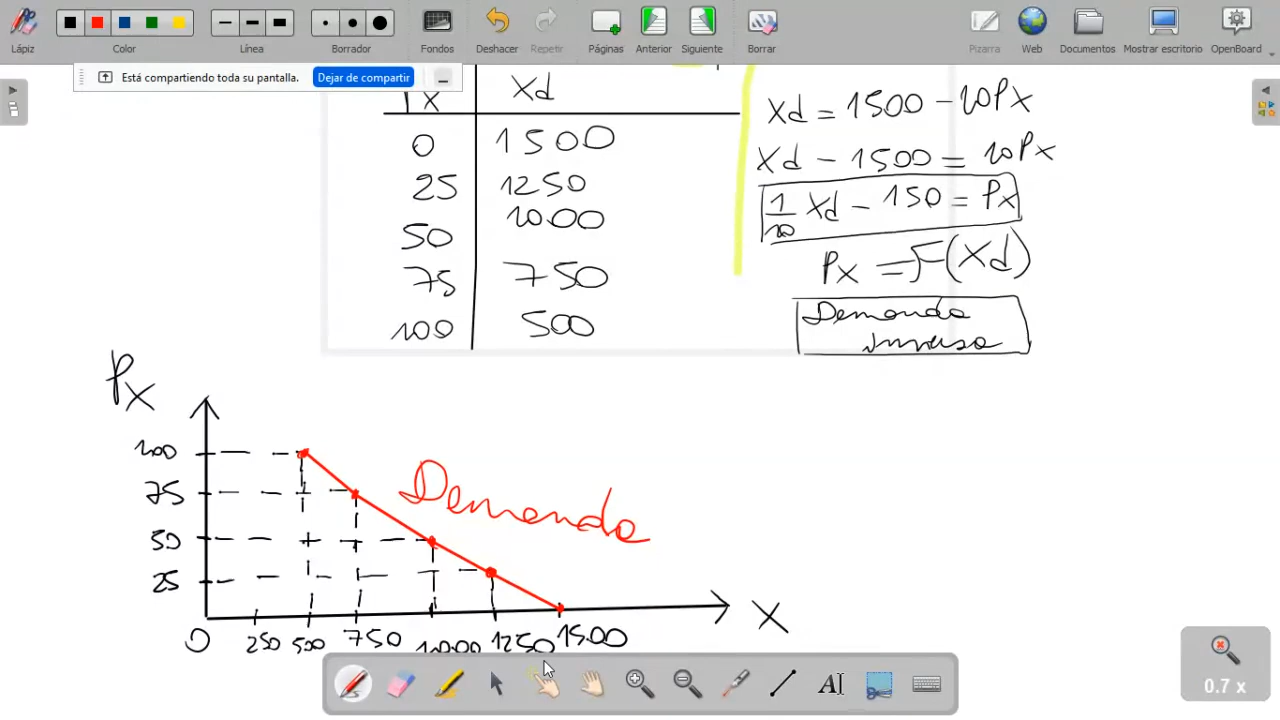 Lápiz Color Línea Borrador Fondos Deshacer Repetir Páginas Anterior Siguiente Borrar Pizarra Web Documentos Mostrar escritorio OpenBoard
Está compartiendo toda su pantalla. Dejar de compartir
Px Xd
0 1500
25 1250
50 1000
75 750
100 500
Xd = 1500 - 10Px
Xd - 1500 = 10Px
1/10 Xd - 150 = Px
Px = F(Xd)
Demanda
inversa
Px
100
75
50
25
Demanda
0 250 500 750 1000 1250 1500 X
0.7 x